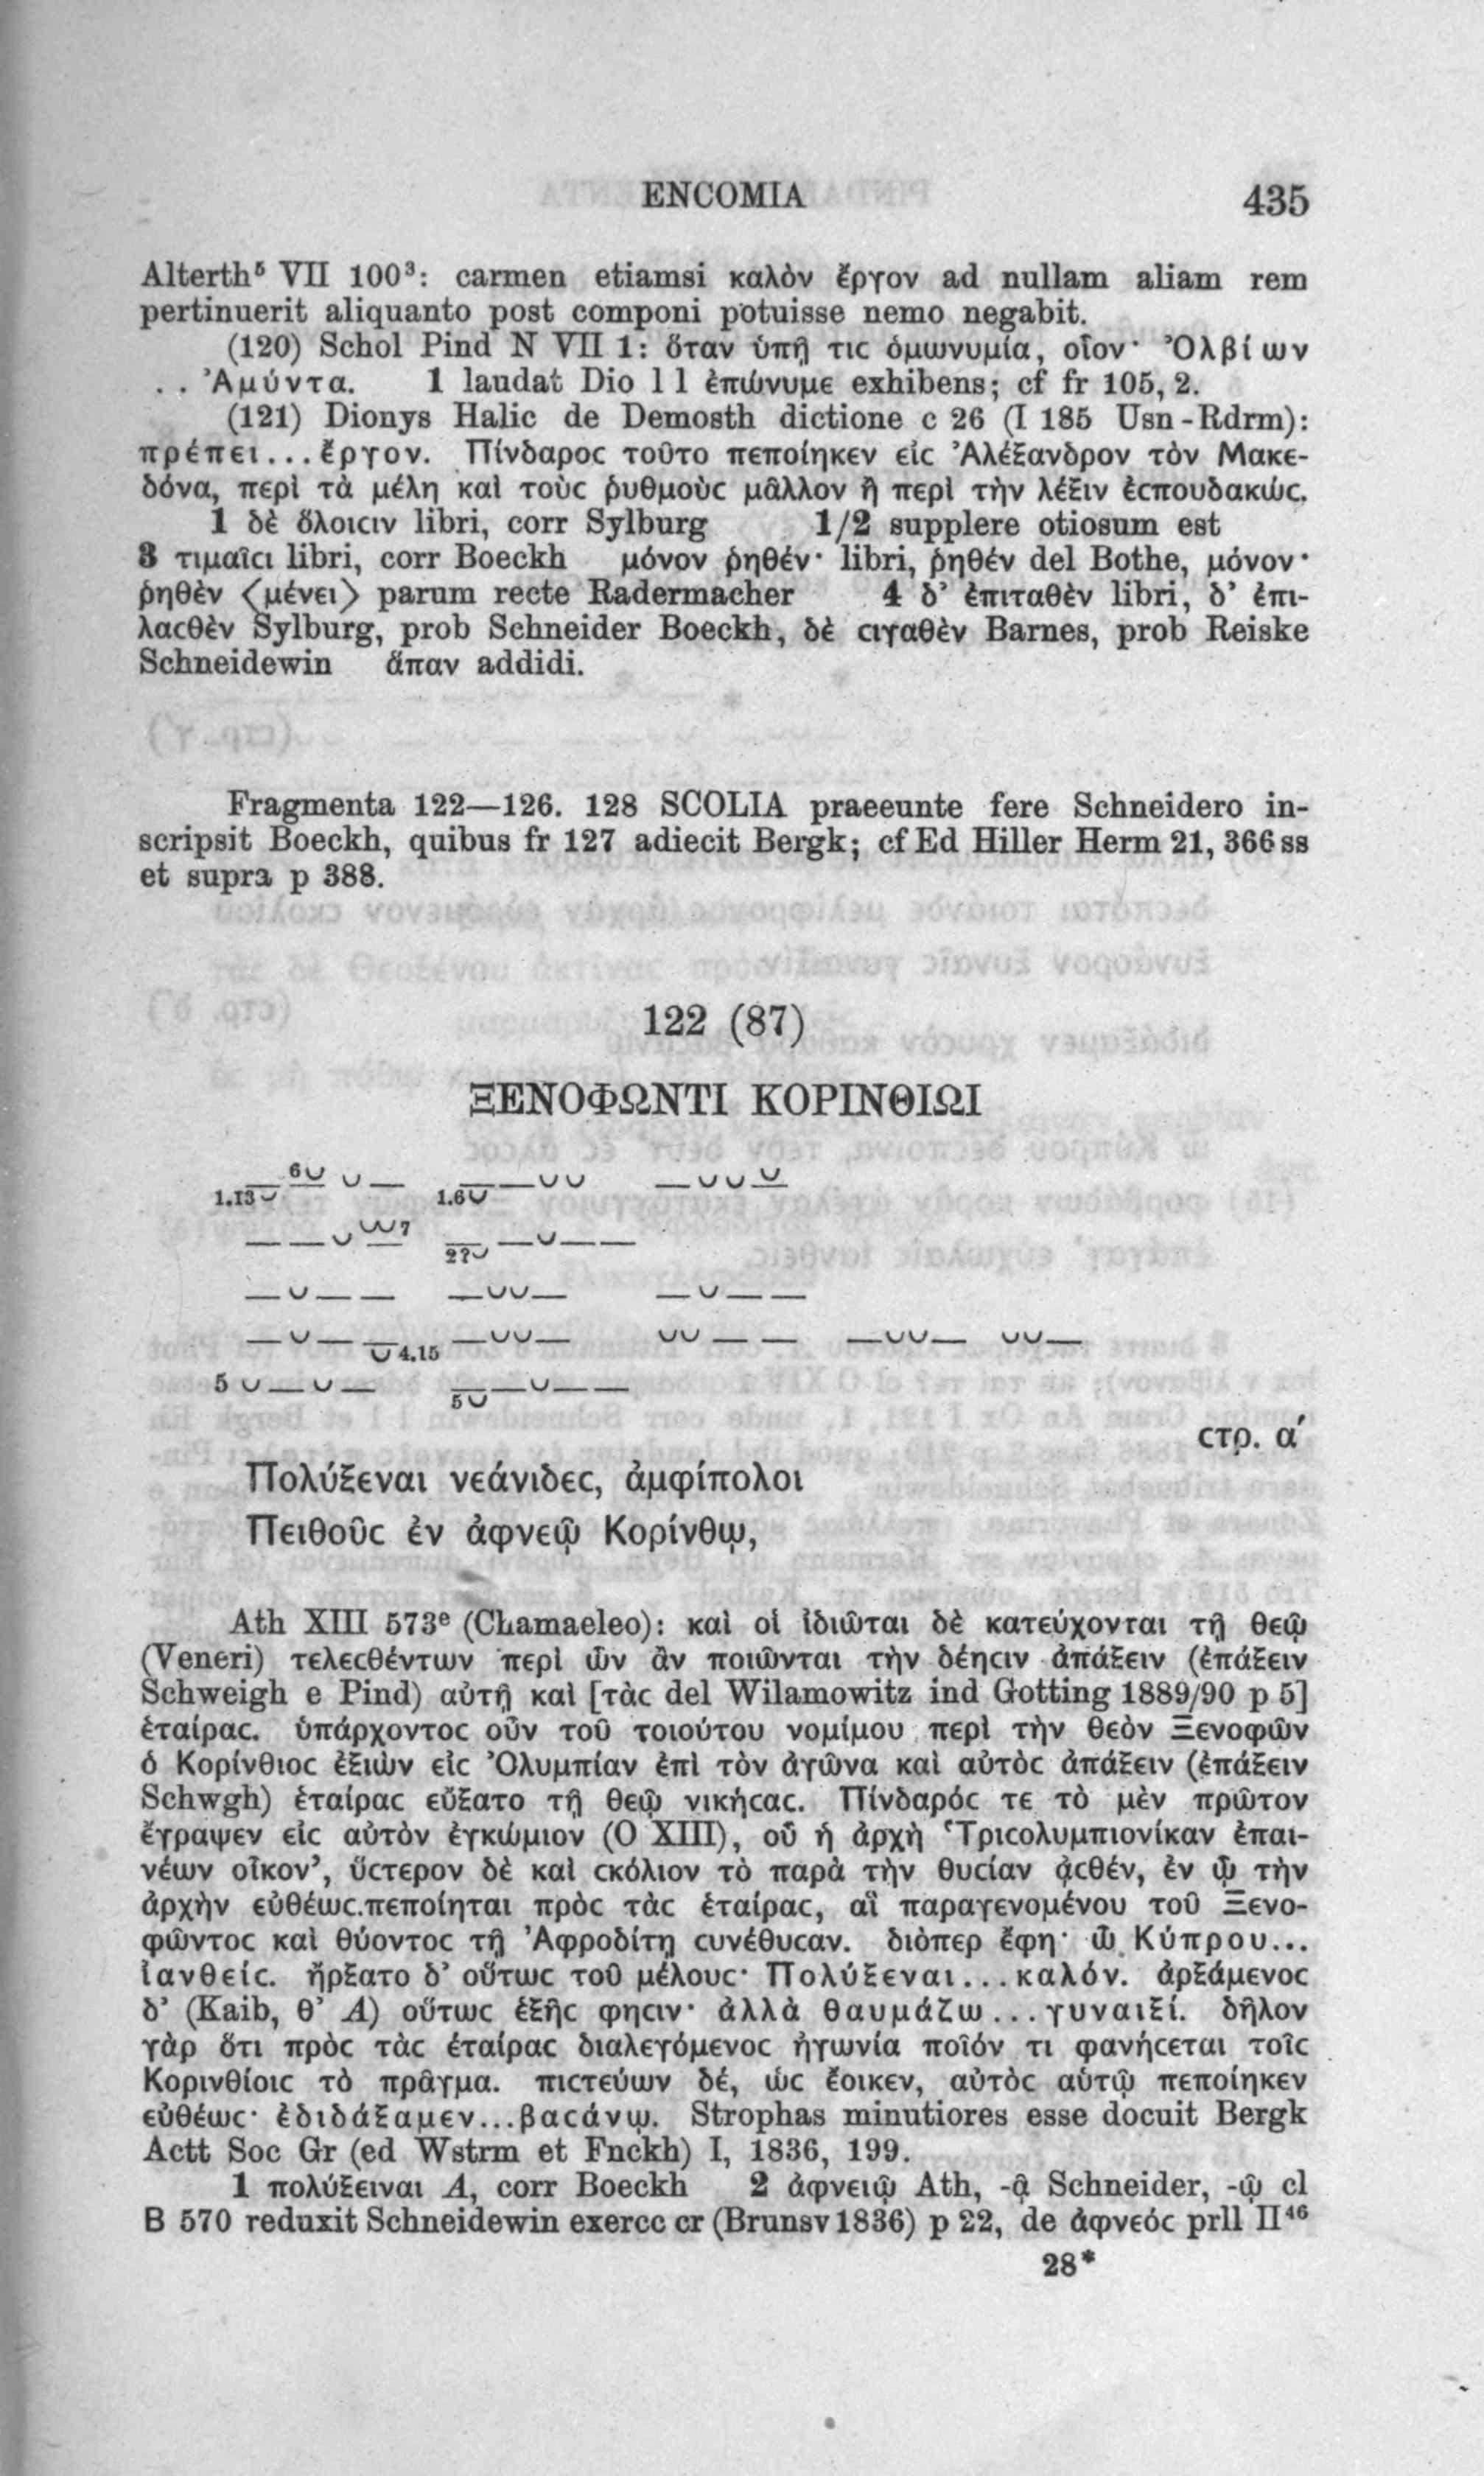 ENCOMIA 435
Alterth⁵ VII 100³: carmen etiamsi καλὸν ἔργον ad nullam aliam rem
pertinuerit aliquanto post componi potuisse nemo negabit.
(120) Schol Pind N VII 1: ὅταν ὑπῇ τιϲ ὁμωνυμία, οἷον· Ὀλβίων
. . Ἀμύντα. 1 laudat Dio l l ἐπώνυμε exhibens; cf fr 105, 2.
(121) Dionys Halic de Demosth dictione c 26 (I 185 Usn-Rdrm):
πρέπει... ἔργον. Πίνδαροϲ τοῦτο πεποίηκεν εἰϲ Ἀλέξανδρον τὸν Μακε-
δόνα, περὶ τὰ μέλη καὶ τοὺϲ ῥυθμοὺϲ μᾶλλον ἢ περὶ τὴν λέξιν ἐϲπουδακώϲ.
1 δὲ ὅλοιϲιν libri, corr Sylburg 1/2 supplere otiosum est
3 τιμαῖϲι libri, corr Boeckh μόνον ῥηθέν· libri, ῥηθέν del Bothe, μόνον·
ῥηθὲν ⟨μένει⟩ parum recte Radermacher 4 δ’ ἐπιταθὲν libri, δ’ ἐπι-
λαϲθὲν Sylburg, prob Schneider Boeckh, δὲ ϲιγαθὲν Barnes, prob Reiske
Schneidewin ἅπαν addidi.
Fragmenta 122—126. 128 SCOLIA praeeunte fere Schneidero in-
scripsit Boeckh, quibus fr 127 adiecit Bergk; cf Ed Hiller Herm 21, 366 ss
et supra p 388.
122 (87)
ΞΕΝΟΦΩΝΤΙ ΚΟΡΙΝΘΙΩΙ
ϲτρ. α′
Πολύξεναι νεάνιδεϲ, ἀμφίπολοι
Πειθοῦϲ ἐν ἀφνεῷ Κορίνθῳ,
Ath XIII 573ᵉ (Chamaeleo): καὶ οἱ ἰδιῶται δὲ κατεύχονται τῇ θεῷ
(Veneri) τελεϲθέντων περὶ ὧν ἂν ποιῶνται τὴν δέηϲιν ἀπάξειν (ἐπάξειν
Schweigh e Pind) αὐτῇ καὶ [τὰϲ del Wilamowitz ind Gotting 1889/90 p 5]
ἑταίραϲ. ὑπάρχοντοϲ οὖν τοῦ τοιούτου νομίμου περὶ τὴν θεὸν Ξενοφῶν
ὁ Κορίνθιοϲ ἐξιὼν εἰϲ Ὀλυμπίαν ἐπὶ τὸν ἀγῶνα καὶ αὐτὸϲ ἀπάξειν (ἐπάξειν
Schwgh) ἑταίραϲ εὔξατο τῇ θεῷ νικήϲαϲ. Πίνδαρόϲ τε τὸ μὲν πρῶτον
ἔγραψεν εἰϲ αὐτὸν ἐγκώμιον (O XIII), οὗ ἡ ἀρχὴ ‘Τριϲολυμπιονίκαν ἐπαι-
νέων οἶκον’, ὕϲτερον δὲ καὶ ϲκόλιον τὸ παρὰ τὴν θυϲίαν ᾀϲθέν, ἐν ᾧ τὴν
ἀρχὴν εὐθέωϲ πεποίηται πρὸϲ τὰϲ ἑταίραϲ, αἳ παραγενομένου τοῦ Ξενο-
φῶντοϲ καὶ θύοντοϲ τῇ Ἀφροδίτῃ ϲυνέθυϲαν. διόπερ ἔφη· ὦ Κύπρου...
ἰανθείϲ. ἤρξατο δ’ οὕτωϲ τοῦ μέλουϲ· Πολύξεναι... καλόν. ἀρξάμενοϲ
δ’ (Kaib, θ’ A) οὕτωϲ ἑξῆϲ φηϲιν· ἀλλὰ θαυμάζω... γυναιξί. δῆλον
γὰρ ὅτι πρὸϲ τὰϲ ἑταίραϲ διαλεγόμενοϲ ἠγωνία ποῖόν τι φανήϲεται τοῖϲ
Κορινθίοιϲ τὸ πρᾶγμα. πιϲτεύων δέ, ὡϲ ἔοικεν, αὐτὸϲ αὑτῷ πεποίηκεν
εὐθέωϲ· ἐδιδάξαμεν...βαϲάνῳ. Strophas minutiores esse docuit Bergk
Actt Soc Gr (ed Wstrm et Fnckh) I, 1836, 199.
1 πολύξειναι A, corr Boeckh 2 ἀφνειῷ Ath, -ᾷ Schneider, -ῷ cl
B 570 reduxit Schneidewin exercc cr (Brunsv 1836) p 22, de ἀφνεόϲ prll II⁴⁶
28*